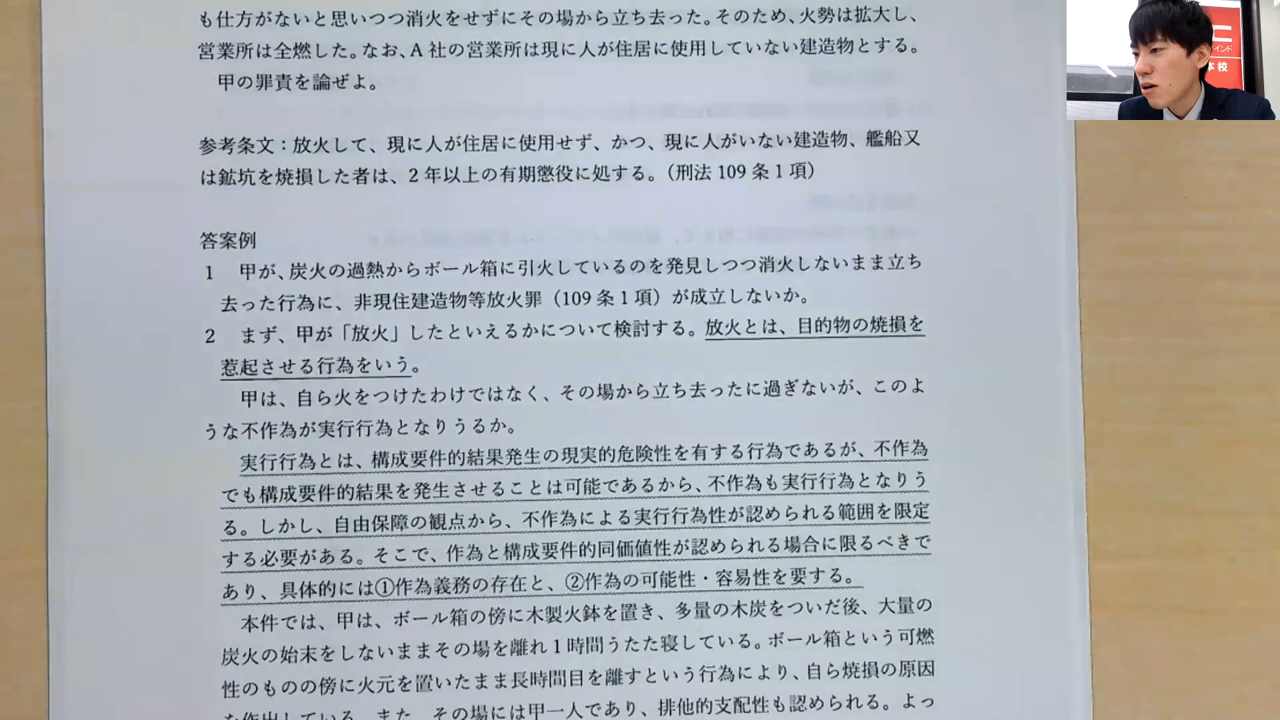 も仕方がないと思いつつ消火をせずにその場から立ち去った。そのため、火勢は拡大し、
営業所は全燃した。なお、A 社の営業所は現に人が住居に使用していない建造物とする。
甲の罪責を論ぜよ。
参考条文：放火して、現に人が住居に使用せず、かつ、現に人がいない建造物、艦船又
は鉱坑を焼損した者は、2 年以上の有期懲役に処する。（刑法 109 条 1 項）
答案例
1 甲が、炭火の過熱からボール箱に引火しているのを発見しつつ消火しないまま立ち
去った行為に、非現住建造物等放火罪（109 条 1 項）が成立しないか。
2 まず、甲が「放火」したといえるかについて検討する。放火とは、目的物の焼損を
惹起させる行為をいう。
甲は、自ら火をつけたわけではなく、その場から立ち去ったに過ぎないが、このよ
うな不作為が実行行為となりうるか。
実行行為とは、構成要件的結果発生の現実的危険性を有する行為であるが、不作為
でも構成要件的結果を発生させることは可能であるから、不作為も実行行為となりう
る。しかし、自由保障の観点から、不作為による実行行為性が認められる範囲を限定
する必要がある。そこで、作為と構成要件的同価値性が認められる場合に限るべきで
あり、具体的には①作為義務の存在と、②作為の可能性・容易性を要する。
本件では、甲は、ボール箱の傍に木製火鉢を置き、多量の木炭をついだ後、大量の
炭火の始末をしないままその場を離れ 1 時間うたた寝している。ボール箱という可燃
性のものの傍に火元を置いたまま長時間目を離すという行為により、自ら焼損の原因
を作出している。また、その場には甲一人であり、排他的支配性も認められる。よっ
本校